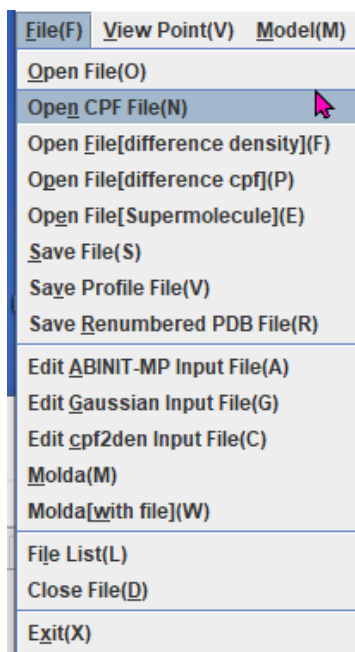 File(F) View Point(V) Model(M)
Open File(O)
Open CPF File(N)
Open File[difference density](F)
Open File[difference cpf](P)
Open File[Supermolecule](E)
Save File(S)
Save Profile File(V)
Save Renumbered PDB File(R)
Edit ABINIT-MP Input File(A)
Edit Gaussian Input File(G)
Edit cpf2den Input File(C)
Molda(M)
Molda[with file](W)
File List(L)
Close File(D)
Exit(X)